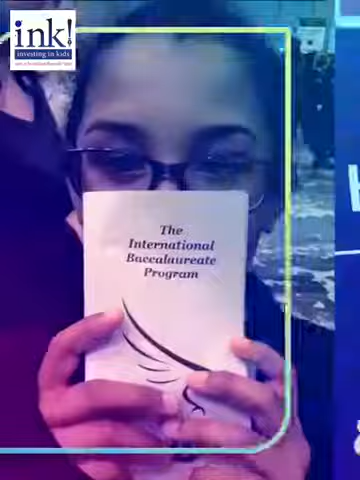 ink!
investing in kids
The
International
Baccalaureate
Program